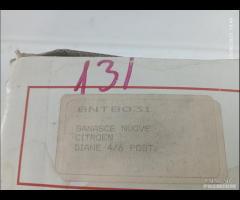 131
BNTB031
GANASCE NUOVE
CITROEN
DIANE 4/6 POST.